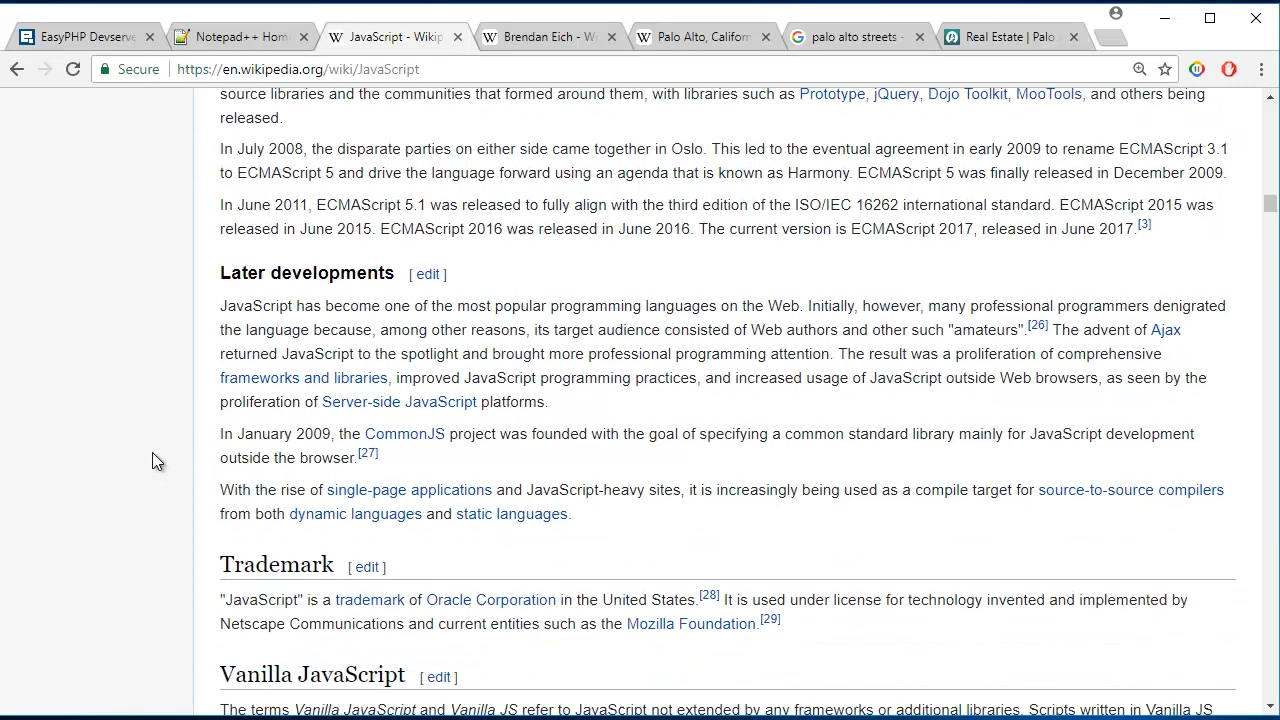 EasyPHP Devserve
Notepad++ Hom
JavaScript - Wikip
Brendan Eich - W
Palo Alto, Californ
palo alto streets -
Real Estate | Palo
Secure
https://en.wikipedia.org/wiki/JavaScript
source libraries and the communities that formed around them, with libraries such as Prototype, jQuery, Dojo Toolkit, MooTools, and others being
released.
In July 2008, the disparate parties on either side came together in Oslo. This led to the eventual agreement in early 2009 to rename ECMAScript 3.1
to ECMAScript 5 and drive the language forward using an agenda that is known as Harmony. ECMAScript 5 was finally released in December 2009.
In June 2011, ECMAScript 5.1 was released to fully align with the third edition of the ISO/IEC 16262 international standard. ECMAScript 2015 was
released in June 2015. ECMAScript 2016 was released in June 2016. The current version is ECMAScript 2017, released in June 2017.[3]
Later developments [ edit ]
JavaScript has become one of the most popular programming languages on the Web. Initially, however, many professional programmers denigrated
the language because, among other reasons, its target audience consisted of Web authors and other such "amateurs".[26] The advent of Ajax
returned JavaScript to the spotlight and brought more professional programming attention. The result was a proliferation of comprehensive
frameworks and libraries, improved JavaScript programming practices, and increased usage of JavaScript outside Web browsers, as seen by the
proliferation of Server-side JavaScript platforms.
In January 2009, the CommonJS project was founded with the goal of specifying a common standard library mainly for JavaScript development
outside the browser.[27]
With the rise of single-page applications and JavaScript-heavy sites, it is increasingly being used as a compile target for source-to-source compilers
from both dynamic languages and static languages.
Trademark [ edit ]
"JavaScript" is a trademark of Oracle Corporation in the United States.[28] It is used under license for technology invented and implemented by
Netscape Communications and current entities such as the Mozilla Foundation.[29]
Vanilla JavaScript [ edit ]
The terms Vanilla JavaScript and Vanilla JS refer to JavaScript not extended by any frameworks or additional libraries. Scripts written in Vanilla JS